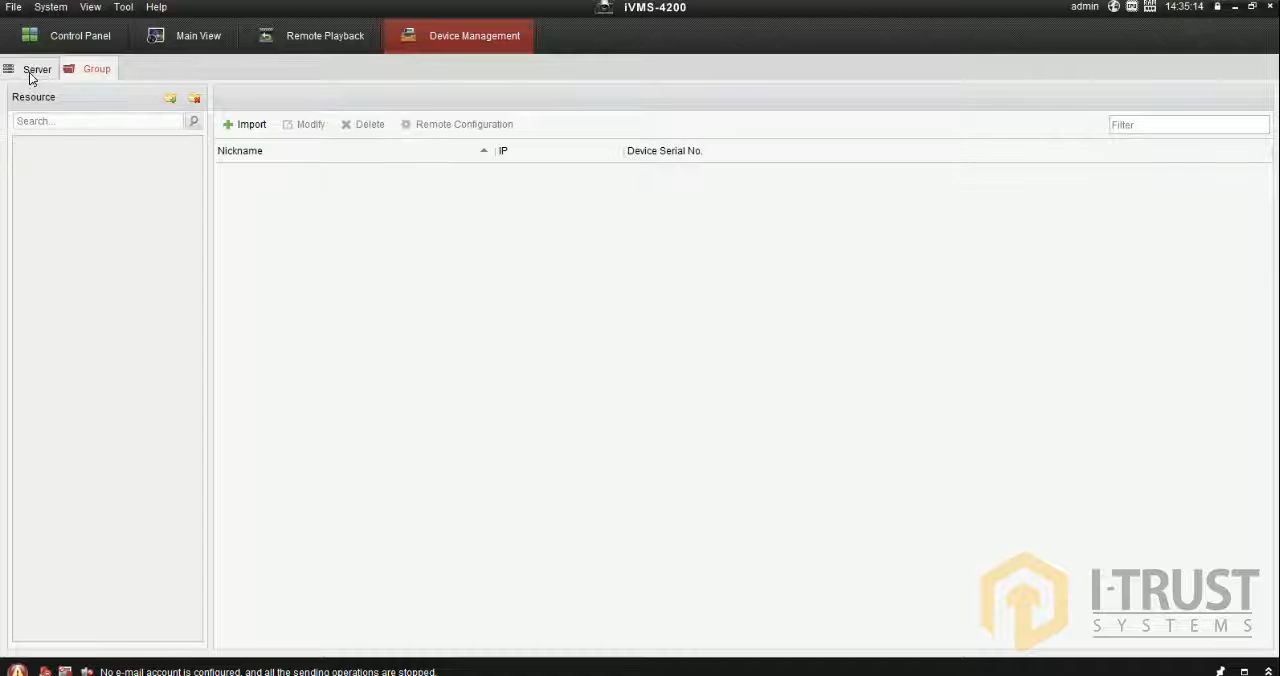 File System View Tool Help
iVMS-4200
admin 14:35:14
Control Panel Main View Remote Playback Device Management
Server Group
Resource
Search...
Import Modify Delete Remote Configuration
Filter
Nickname IP Device Serial No.
I-TRUST
SYSTEMS
No e-mail account is configured, and all the sending operations are stopped.